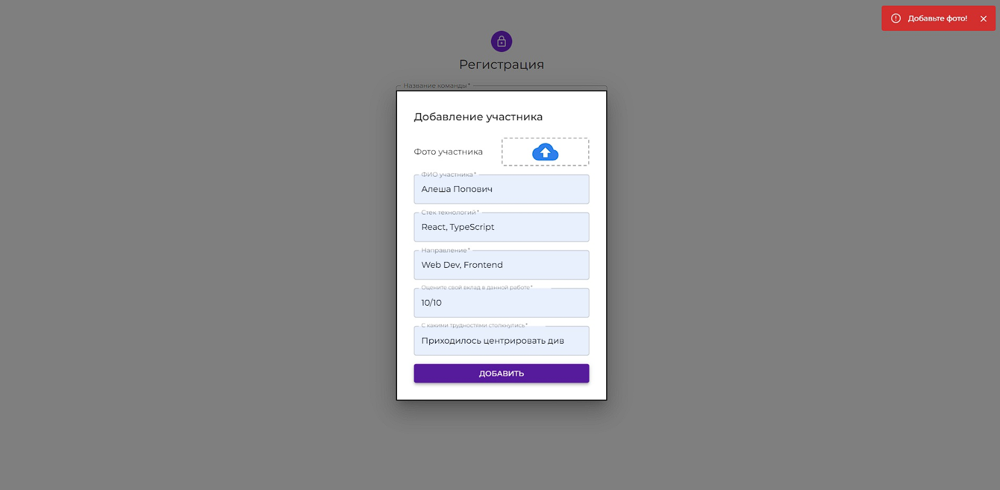 Добавьте фото!
Регистрация
Название команды *
Добавление участника
Фото участника
ФИО участника *
Алеша Попович
Стек технологий *
React, TypeScript
Направление *
Web Dev, Frontend
Оцените свой вклад в данной работе *
10/10
С какими трудностями столкнулись *
Приходилось центрировать див
ДОБАВИТЬ